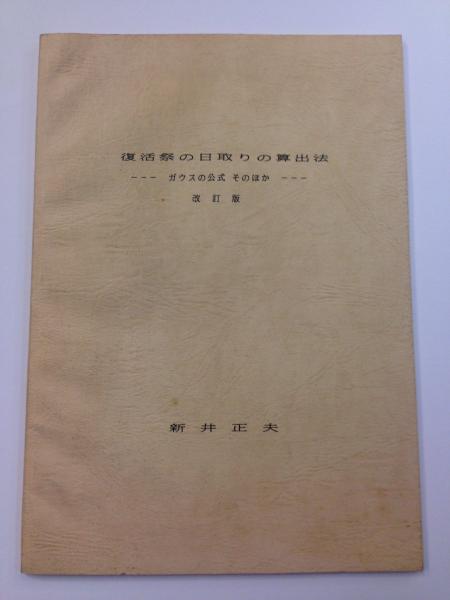 復活祭の日取りの算出法
--- ガウスの公式 そのほか ---
改訂版
新井正夫